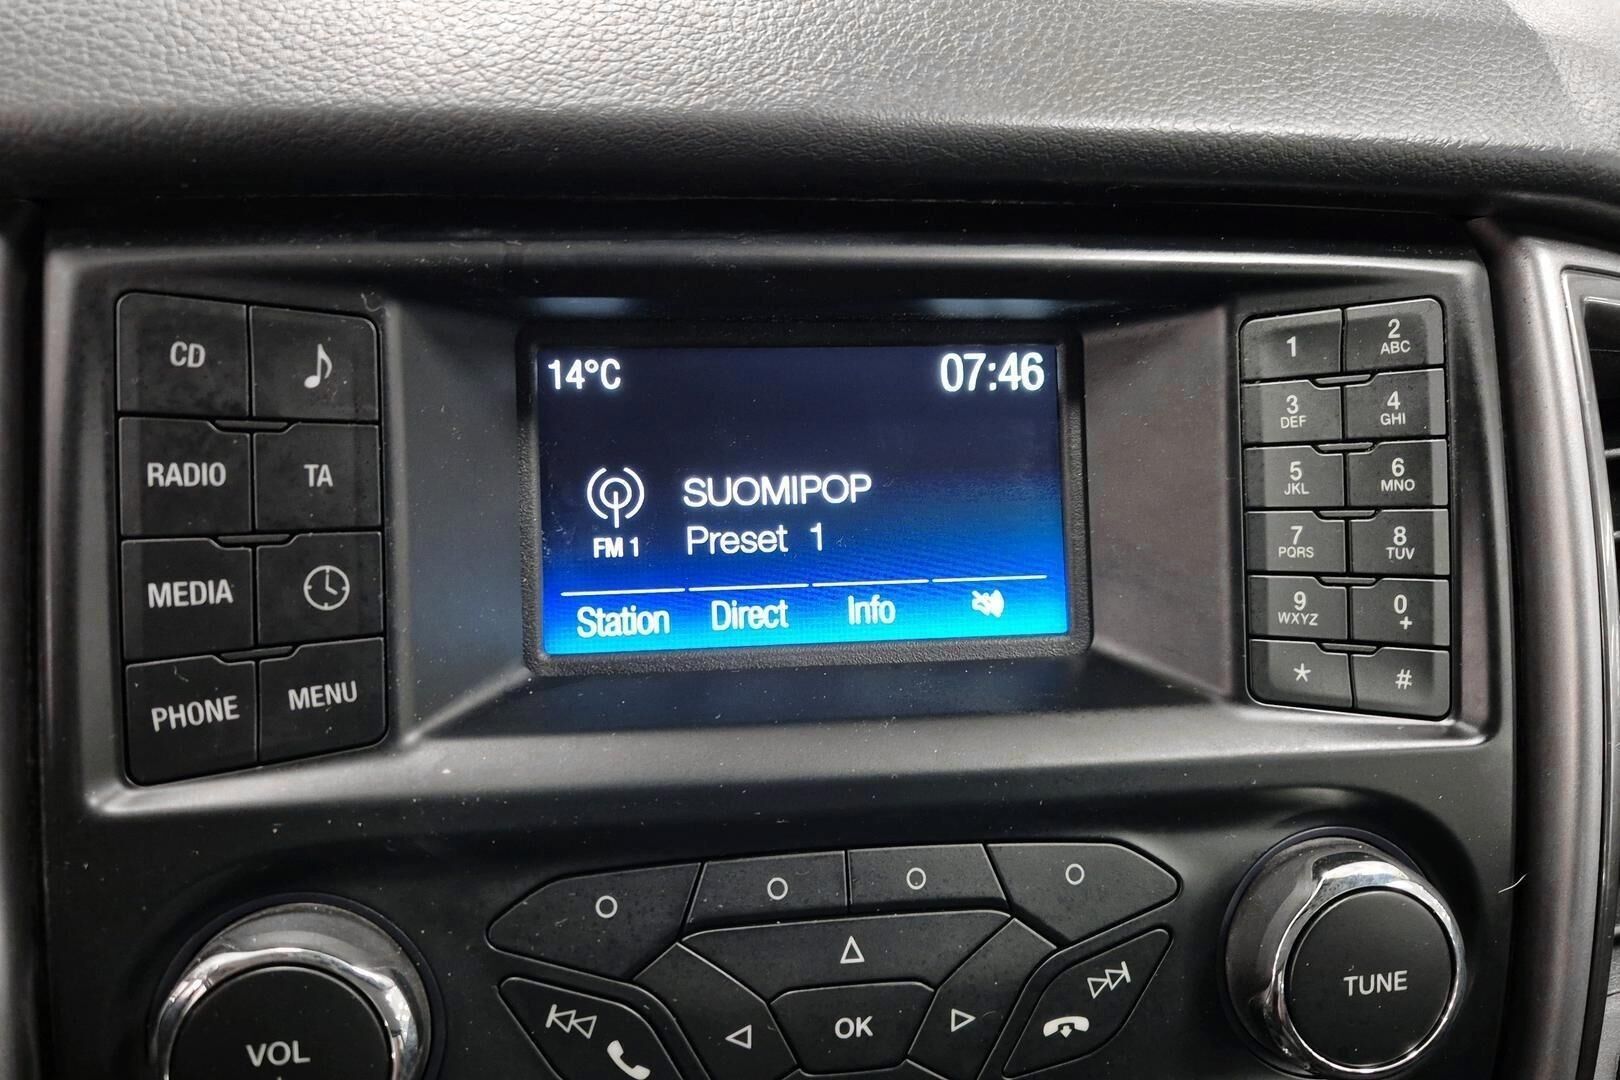 CD
RADIO TA
MEDIA
PHONE MENU
14°C 07:46
SUOMIPOP
FM 1 Preset 1
Station Direct Info
1 2 ABC
3 DEF 4 GHI
5 JKL 6 MNO
7 PQRS 8 TUV
9 WXYZ 0 +
* #
VOL OK TUNE